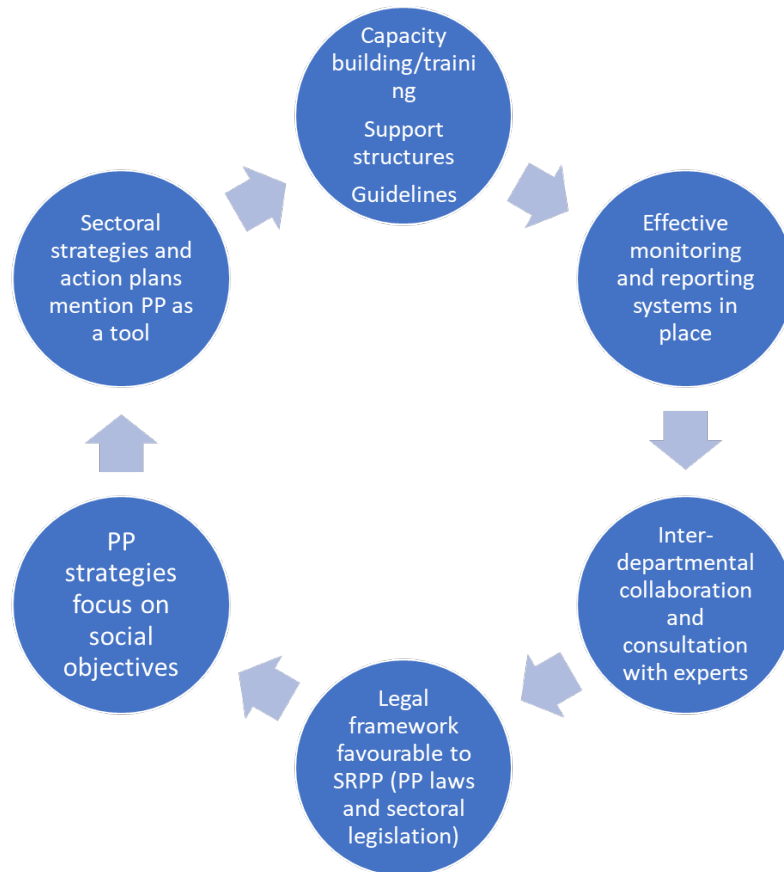 Capacity
building/traini
ng
Support
structures
Guidelines
Effective
monitoring
and reporting
systems in
place
Inter-
departmental
collaboration
and
consultation
with experts
Legal
framework
favourable to
SRPP (PP laws
and sectoral
legislation)
PP
strategies
focus on
social
objectives
Sectoral
strategies and
action plans
mention PP as
a tool